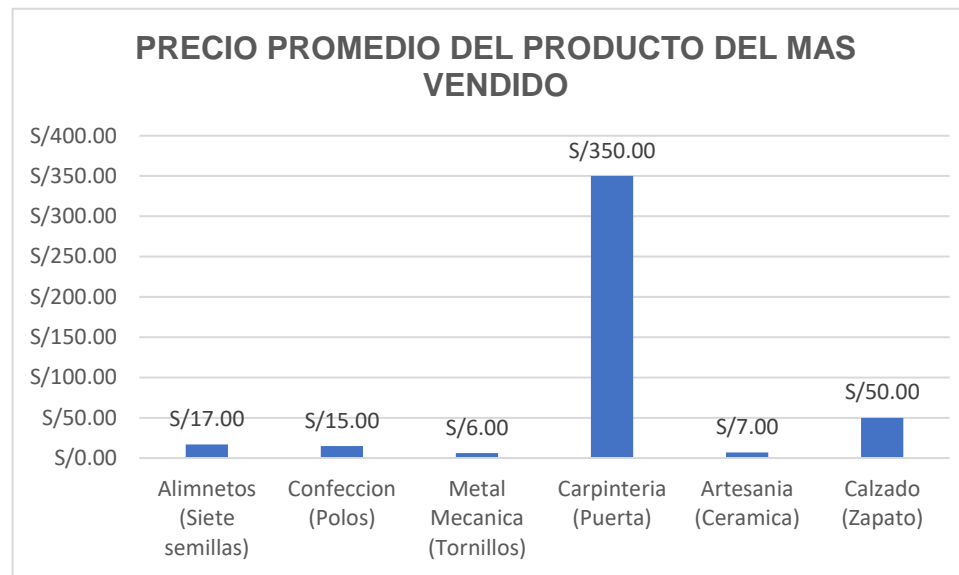 PRECIO PROMEDIO DEL PRODUCTO DEL MAS
VENDIDO
S/400.00
S/350.00
S/300.00
S/250.00
S/200.00
S/150.00
S/100.00
S/50.00
S/0.00
S/17.00
S/15.00
S/6.00
S/350.00
S/7.00
S/50.00
Alimnetos
(Siete
semillas)
Confeccion
(Polos)
Metal
Mecanica
(Tornillos)
Carpinteria
(Puerta)
Artesania
(Ceramica)
Calzado
(Zapato)